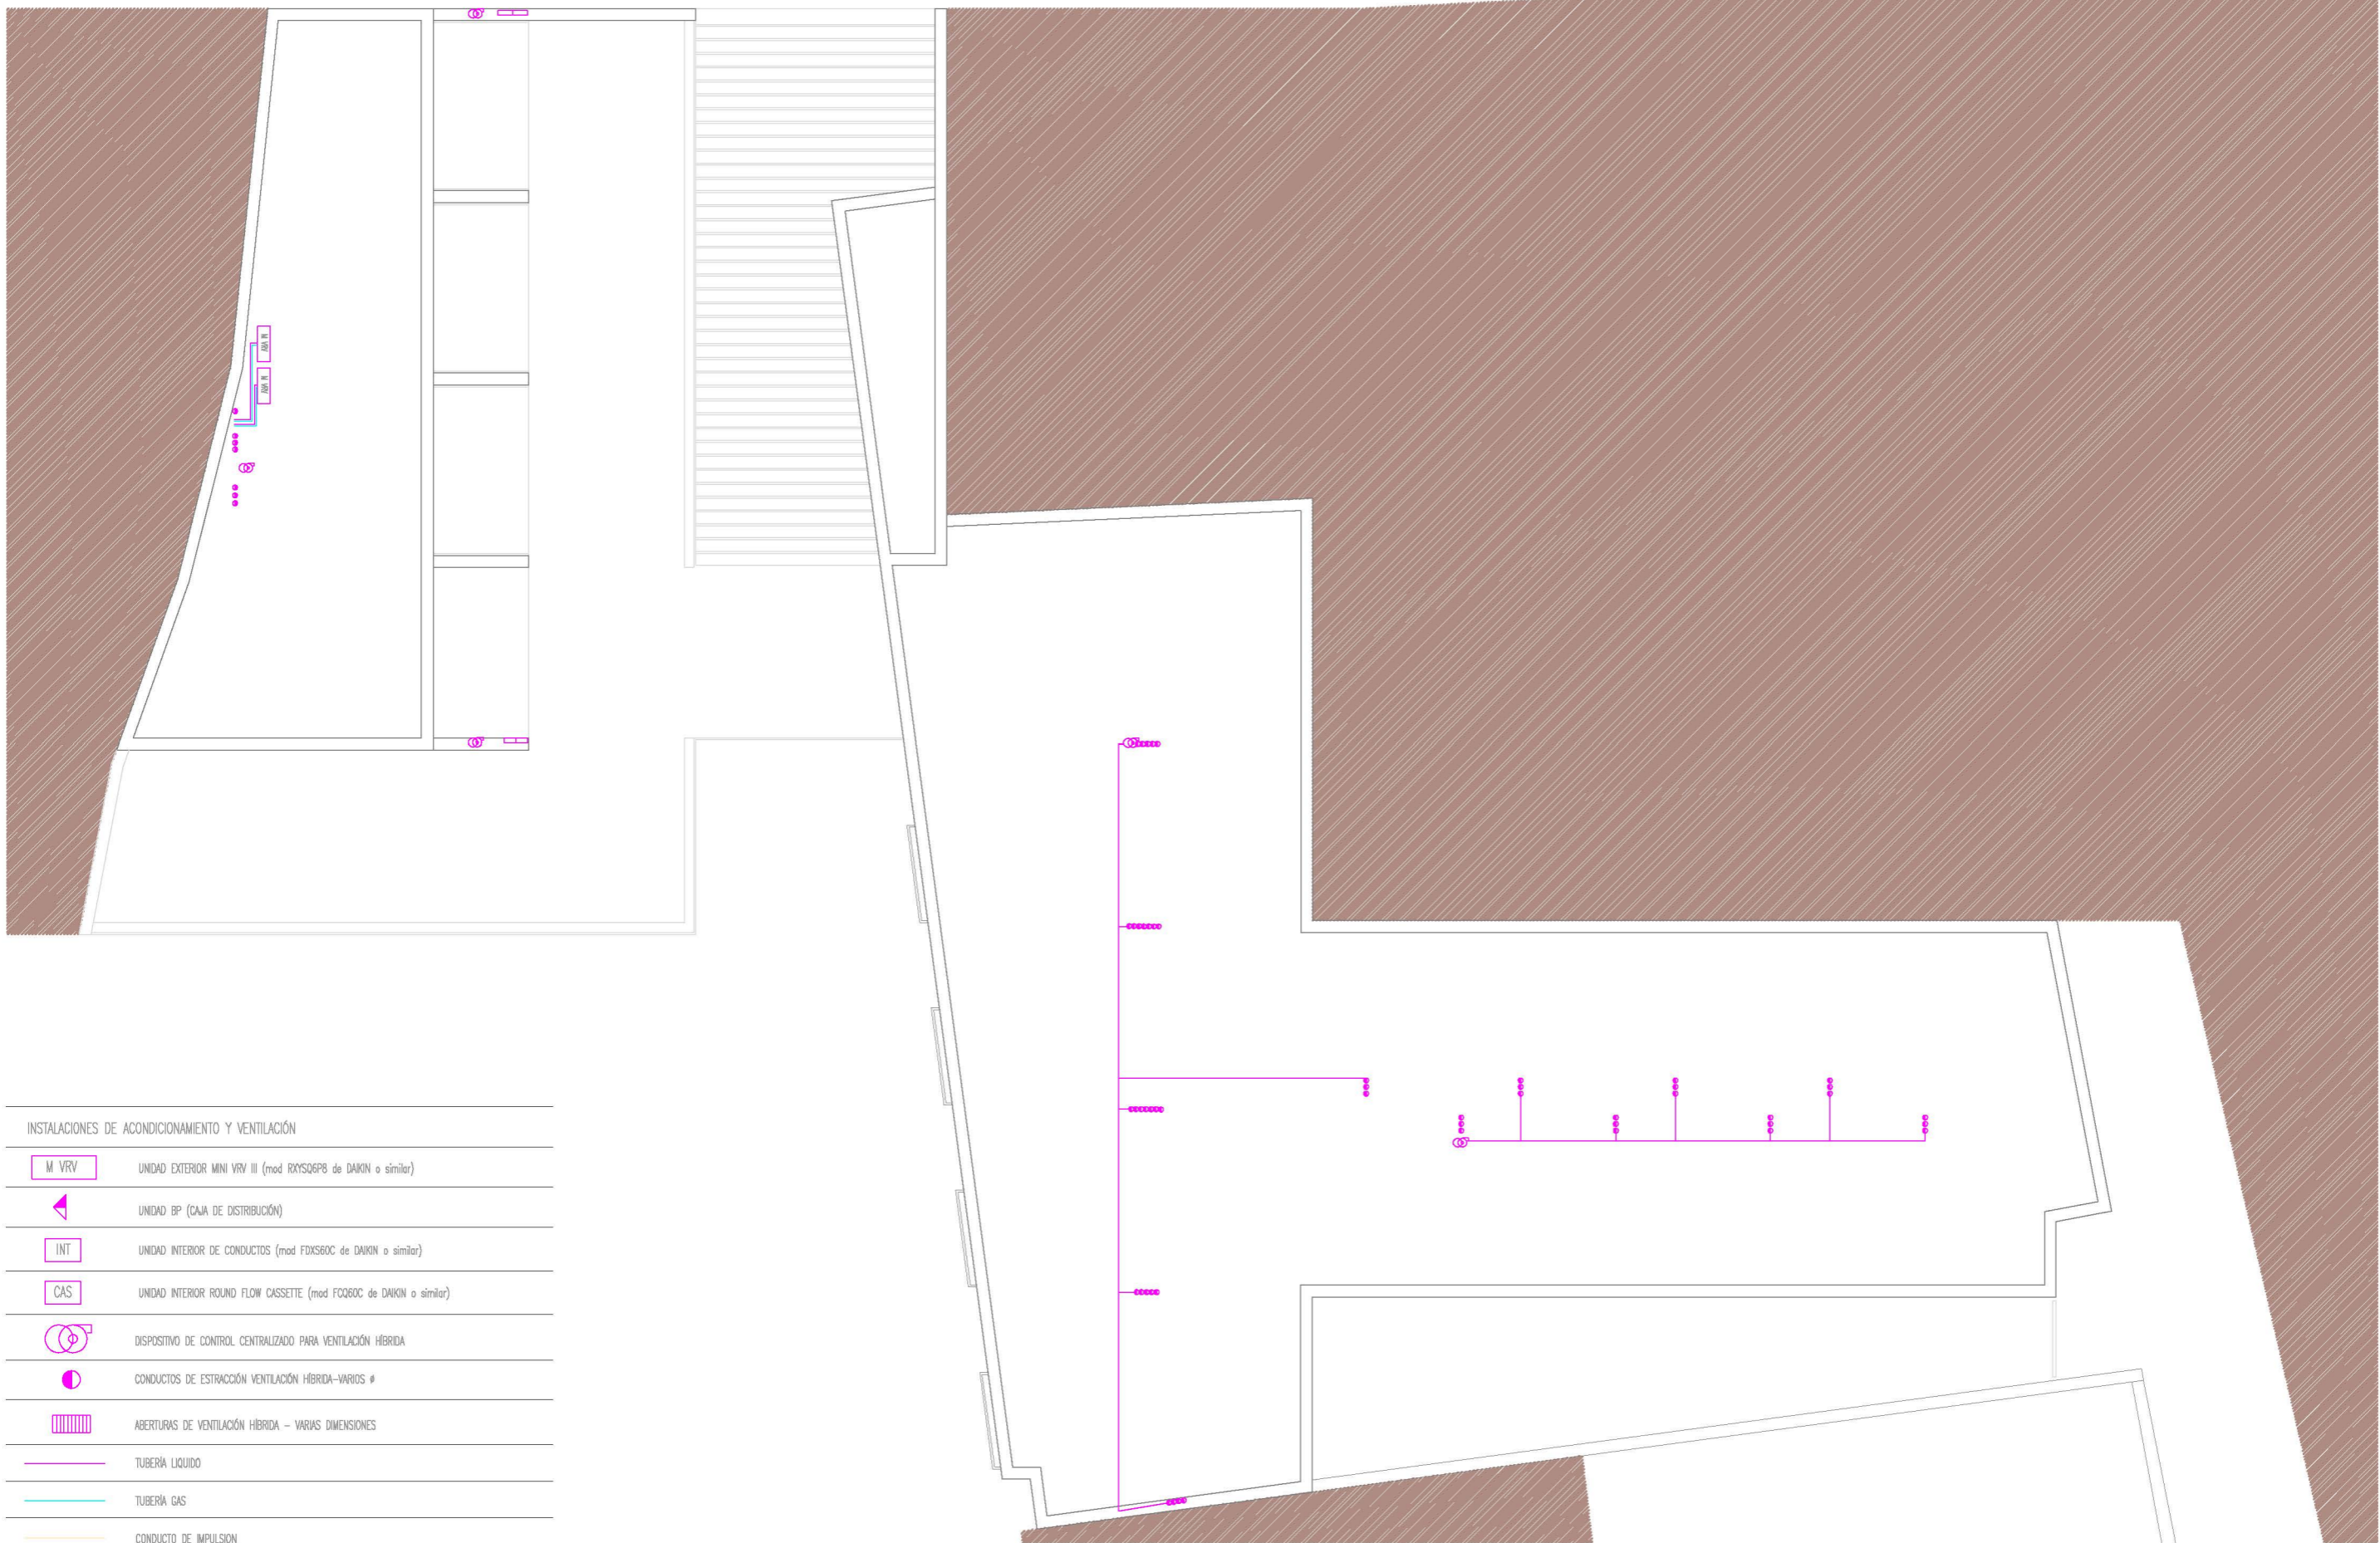 M VRV
M VRV
INSTALACIONES DE ACONDICIONAMIENTO Y VENTILACIÓN
M VRV UNIDAD EXTERIOR MINI VRV III (mod RXYSQ6P8 de DAIKIN o similar)
UNIDAD BP (CAJA DE DISTRIBUCIÓN)
INT UNIDAD INTERIOR DE CONDUCTOS (mod FDXS60C de DAIKIN o similar)
CAS UNIDAD INTERIOR ROUND FLOW CASSETTE (mod FCQ60C de DAIKIN o similar)
DISPOSITIVO DE CONTROL CENTRALIZADO PARA VENTILACIÓN HÍBRIDA
CONDUCTOS DE ESTRACCIÓN VENTILACIÓN HÍBRIDA-VARIOS ø
ABERTURAS DE VENTILACIÓN HÍBRIDA - VARIAS DIMENSIONES
TUBERÍA LIQUIDO
TUBERÍA GAS
CONDUCTO DE IMPULSION